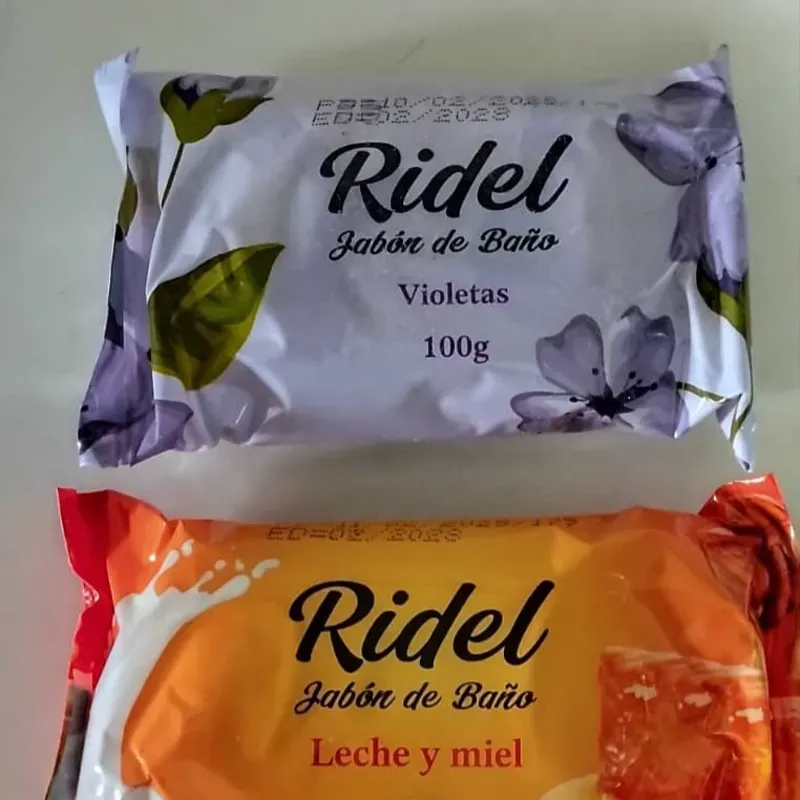 ED=02/2028
Ridel
Jabón de Baño
Violetas
100g
ED=02/2028
Ridel
Jabón de Baño
Leche y miel